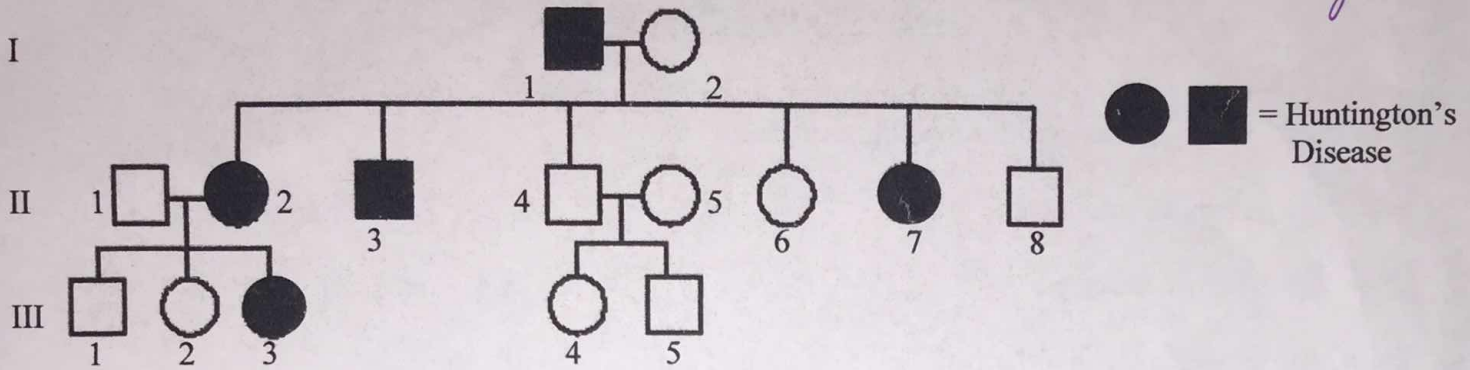 I
1 2
= Huntington's
Disease
II 1 2 3 4 5 6 7 8
III
1 2 3 4 5